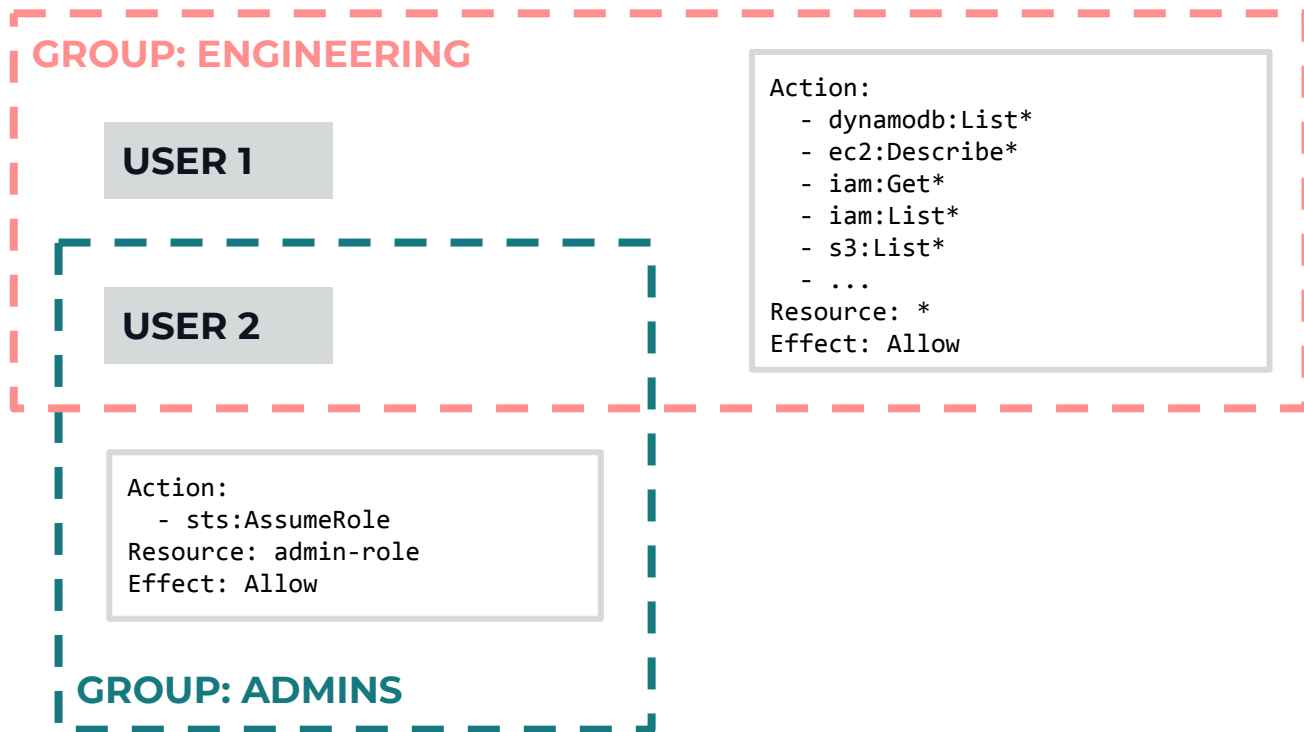 GROUP: ENGINEERING
USER 1
Action:
  - dynamodb:List*
  - ec2:Describe*
  - iam:Get*
  - iam:List*
  - s3:List*
  - ...
Resource: *
Effect: Allow
USER 2
Action:
  - sts:AssumeRole
Resource: admin-role
Effect: Allow
GROUP: ADMINS